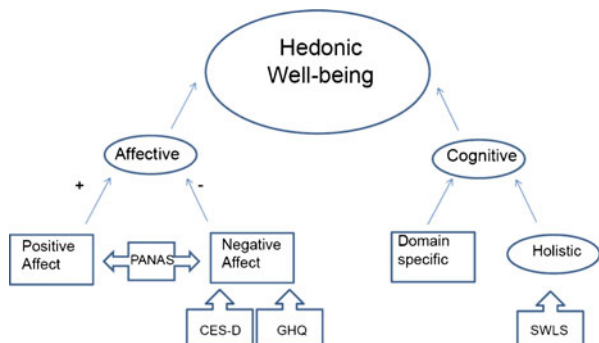 Hedonic
Well-being
Affective
Cognitive
+
-
Positive
Affect
PANAS
Negative
Affect
Domain
specific
Holistic
CES-D
GHQ
SWLS